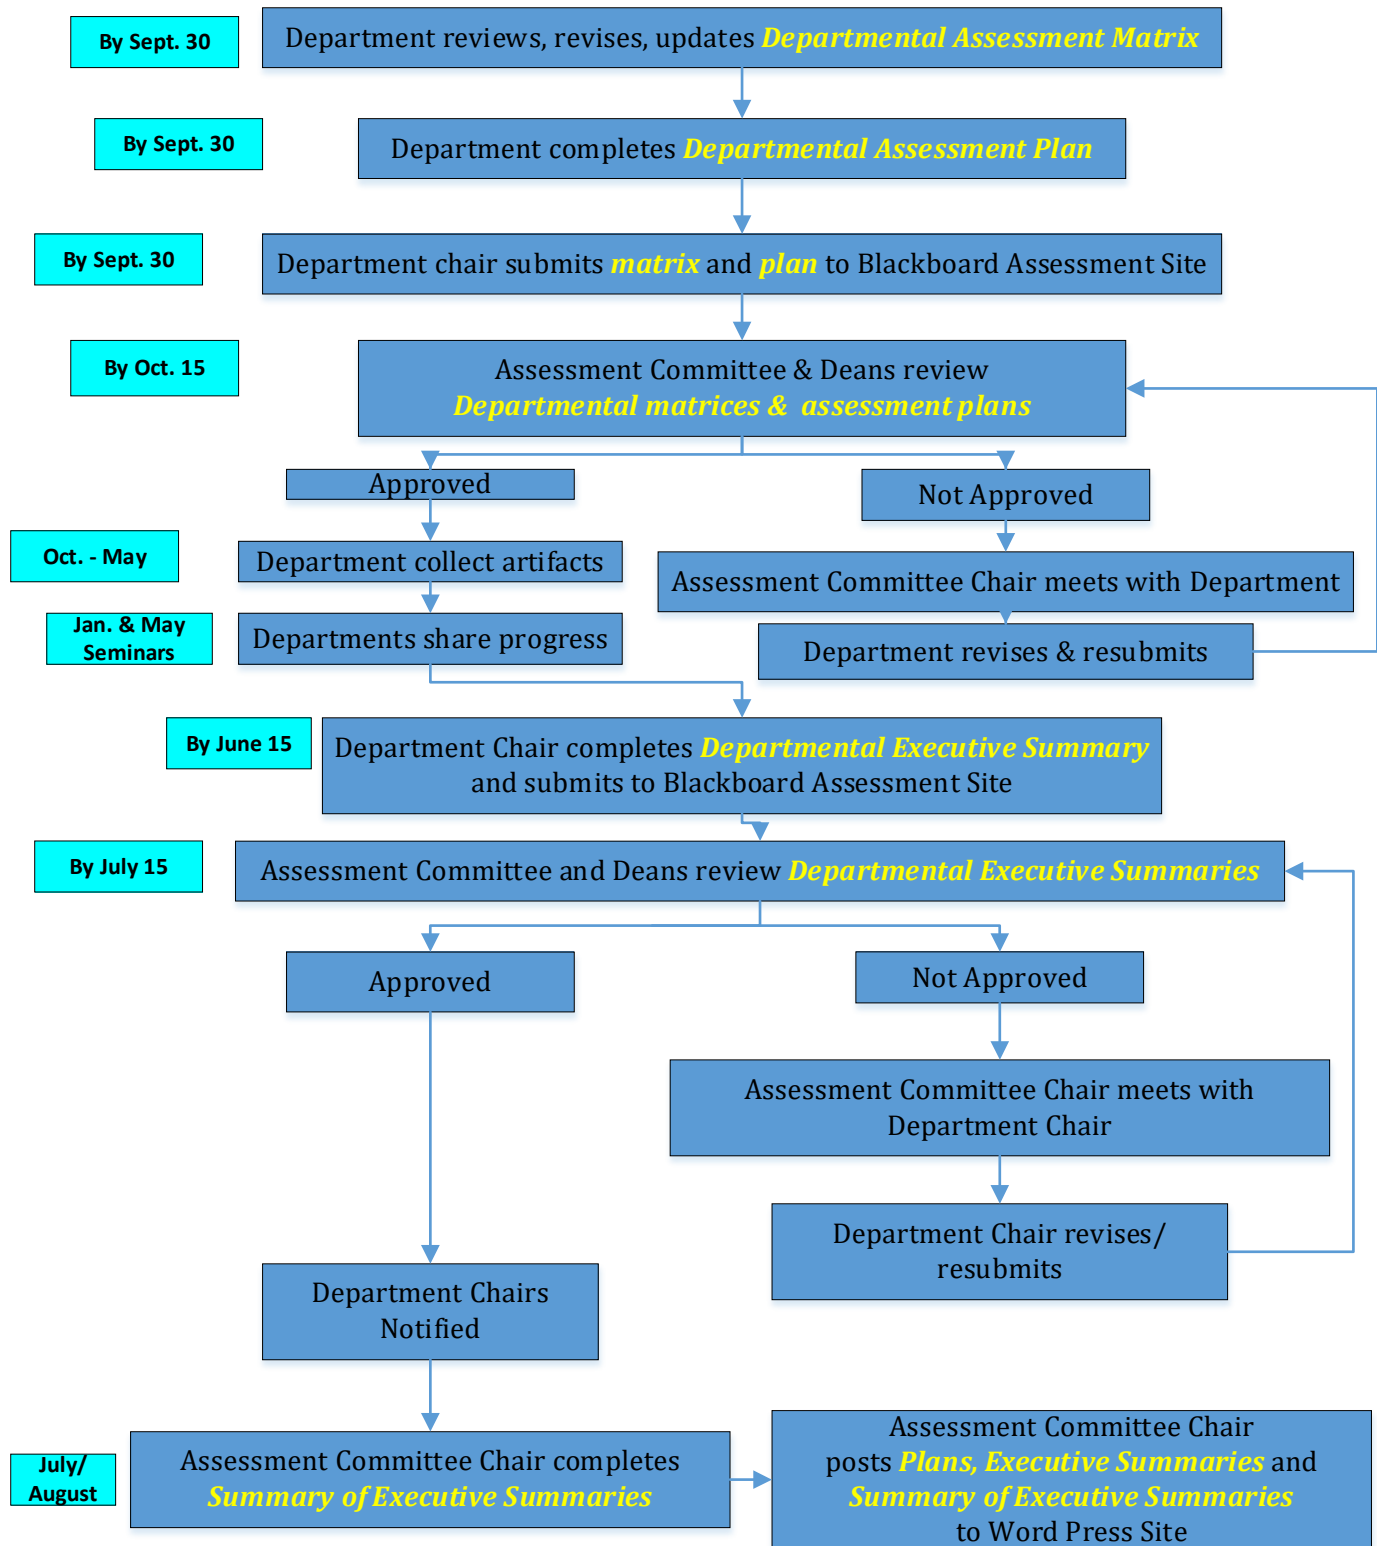 By Sept. 30
Department reviews, revises, updates Departmental Assessment Matrix
By Sept. 30
Department completes Departmental Assessment Plan
By Sept. 30
Department chair submits matrix and plan to Blackboard Assessment Site
By Oct. 15
Assessment Committee & Deans review
Departmental matrices & assessment plans
Approved
Not Approved
Oct. - May
Department collect artifacts
Assessment Committee Chair meets with Department
Jan. & May
Seminars
Departments share progress
Department revises & resubmits
By June 15
Department Chair completes Departmental Executive Summary
and submits to Blackboard Assessment Site
By July 15
Assessment Committee and Deans review Departmental Executive Summaries
Approved
Not Approved
Assessment Committee Chair meets with
Department Chair
Department Chair revises/
resubmits
Department Chairs
Notified
July/
August
Assessment Committee Chair completes
Summary of Executive Summaries
Assessment Committee Chair
posts Plans, Executive Summaries and
Summary of Executive Summaries
to Word Press Site